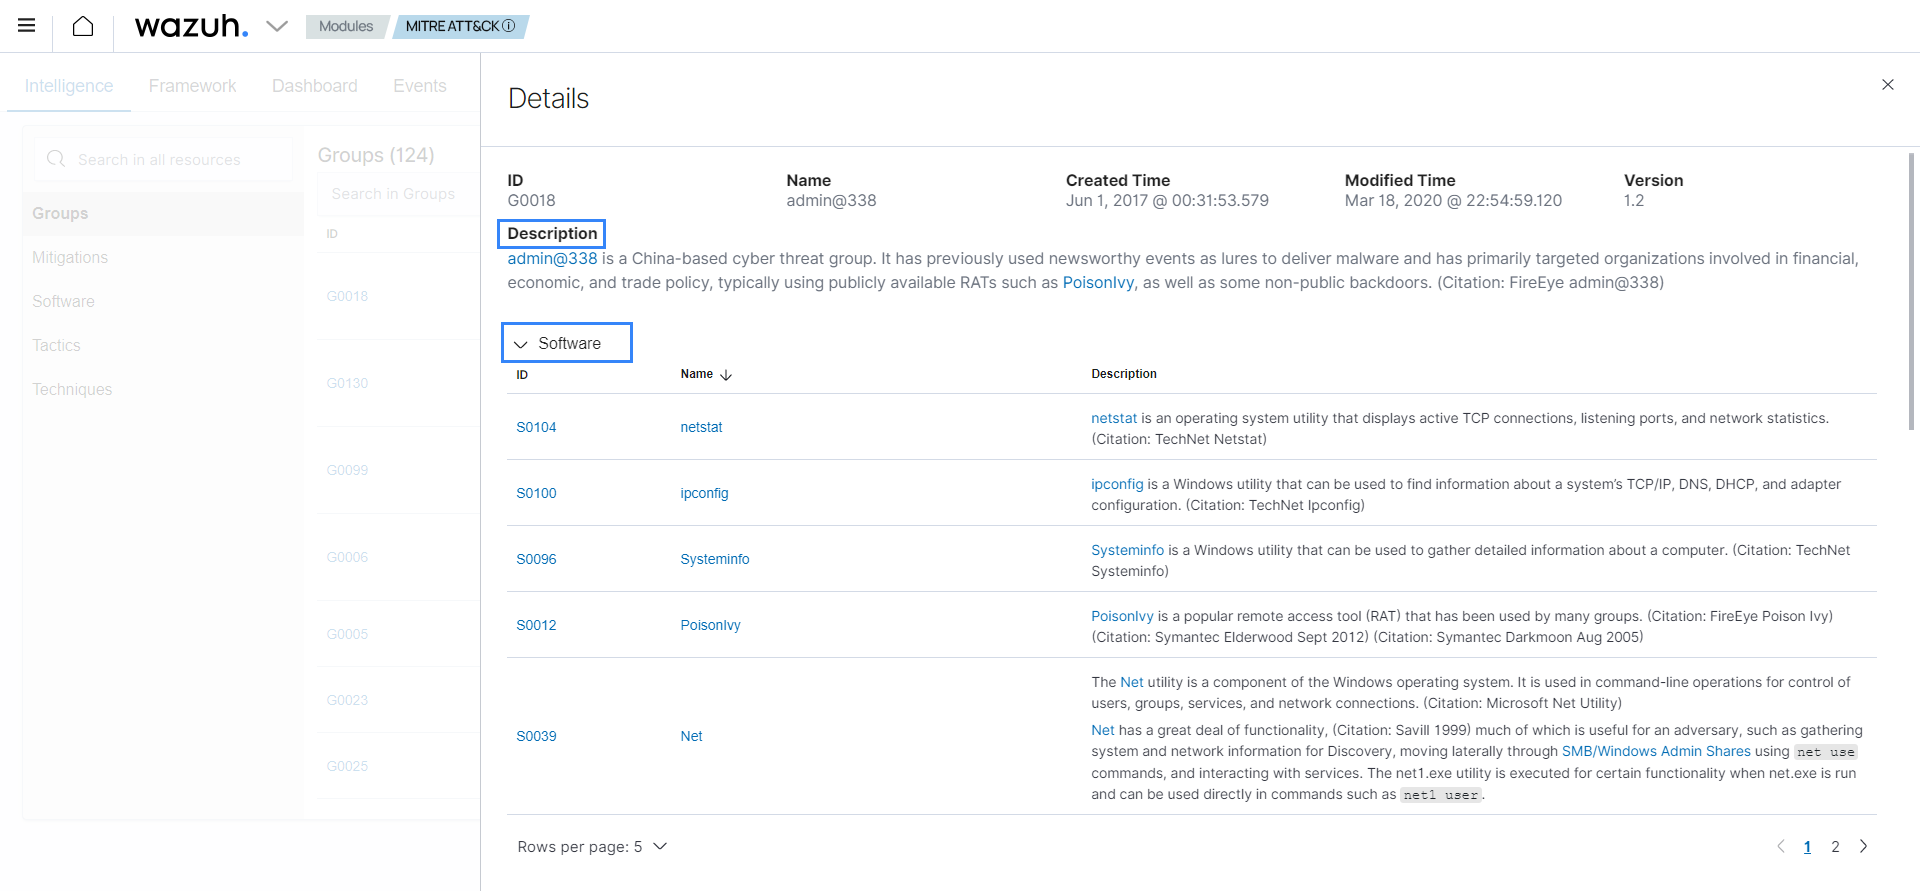 wazuh.
Modules
MITRE ATT&CK
Intelligence
Framework
Dashboard
Events
Search in all resources
Groups
Mitigations
Software
Tactics
Techniques
Groups (124)
Search in Groups
ID
G0018
G0130
G0099
G0006
G0005
G0023
G0025
Details
ID Name Created Time Modified Time Version
G0018 admin@338 Jun 1, 2017 @ 00:31:53.579 Mar 18, 2020 @ 22:54:59.120 1.2
Description
admin@338 is a China-based cyber threat group. It has previously used newsworthy events as lures to deliver malware and has primarily targeted organizations involved in financial,
economic, and trade policy, typically using publicly available RATs such as PoisonIvy, as well as some non-public backdoors. (Citation: FireEye admin@338)
Software
ID Name Description
S0104 netstat
netstat is an operating system utility that displays active TCP connections, listening ports, and network statistics.
(Citation: TechNet Netstat)
S0100 ipconfig
ipconfig is a Windows utility that can be used to find information about a system's TCP/IP, DNS, DHCP, and adapter
configuration. (Citation: TechNet Ipconfig)
S0096 Systeminfo
Systeminfo is a Windows utility that can be used to gather detailed information about a computer. (Citation: TechNet
Systeminfo)
S0012 PoisonIvy
PoisonIvy is a popular remote access tool (RAT) that has been used by many groups. (Citation: FireEye Poison Ivy)
(Citation: Symantec Elderwood Sept 2012) (Citation: Symantec Darkmoon Aug 2005)
S0039 Net
The Net utility is a component of the Windows operating system. It is used in command-line operations for control of
users, groups, services, and network connections. (Citation: Microsoft Net Utility)
Net has a great deal of functionality, (Citation: Savill 1999) much of which is useful for an adversary, such as gathering
system and network information for Discovery, moving laterally through SMB/Windows Admin Shares using net use
commands, and interacting with services. The net1.exe utility is executed for certain functionality when net.exe is run
and can be used directly in commands such as net1 user.
Rows per page: 5
1 2